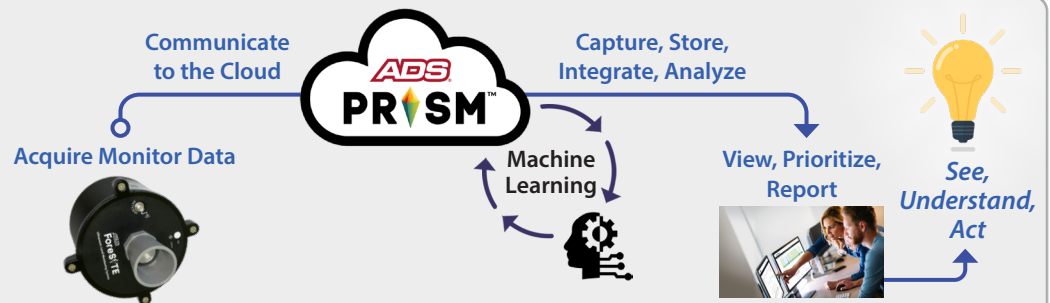 Communicate
to the Cloud
ADS
PRISM™
Capture, Store,
Integrate, Analyze
Acquire Monitor Data
ADS
ForeSITE
Machine
Learning
View, Prioritize,
Report
See,
Understand,
Act